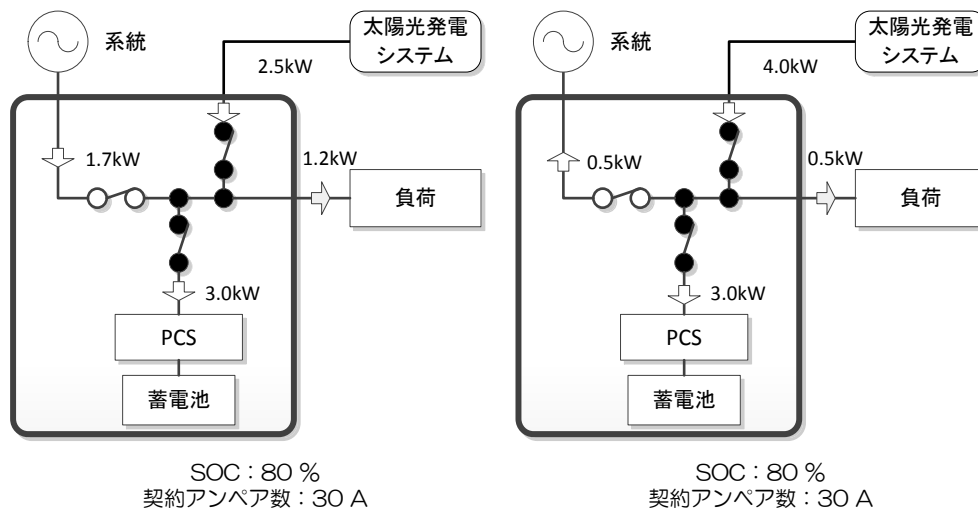 系統
太陽光発電
システム
2.5kW
1.7kW
1.2kW
負荷
3.0kW
PCS
蓄電池
SOC：80 %
契約アンペア数：30 A
系統
太陽光発電
システム
4.0kW
0.5kW
0.5kW
負荷
3.0kW
PCS
蓄電池
SOC：80 %
契約アンペア数：30 A